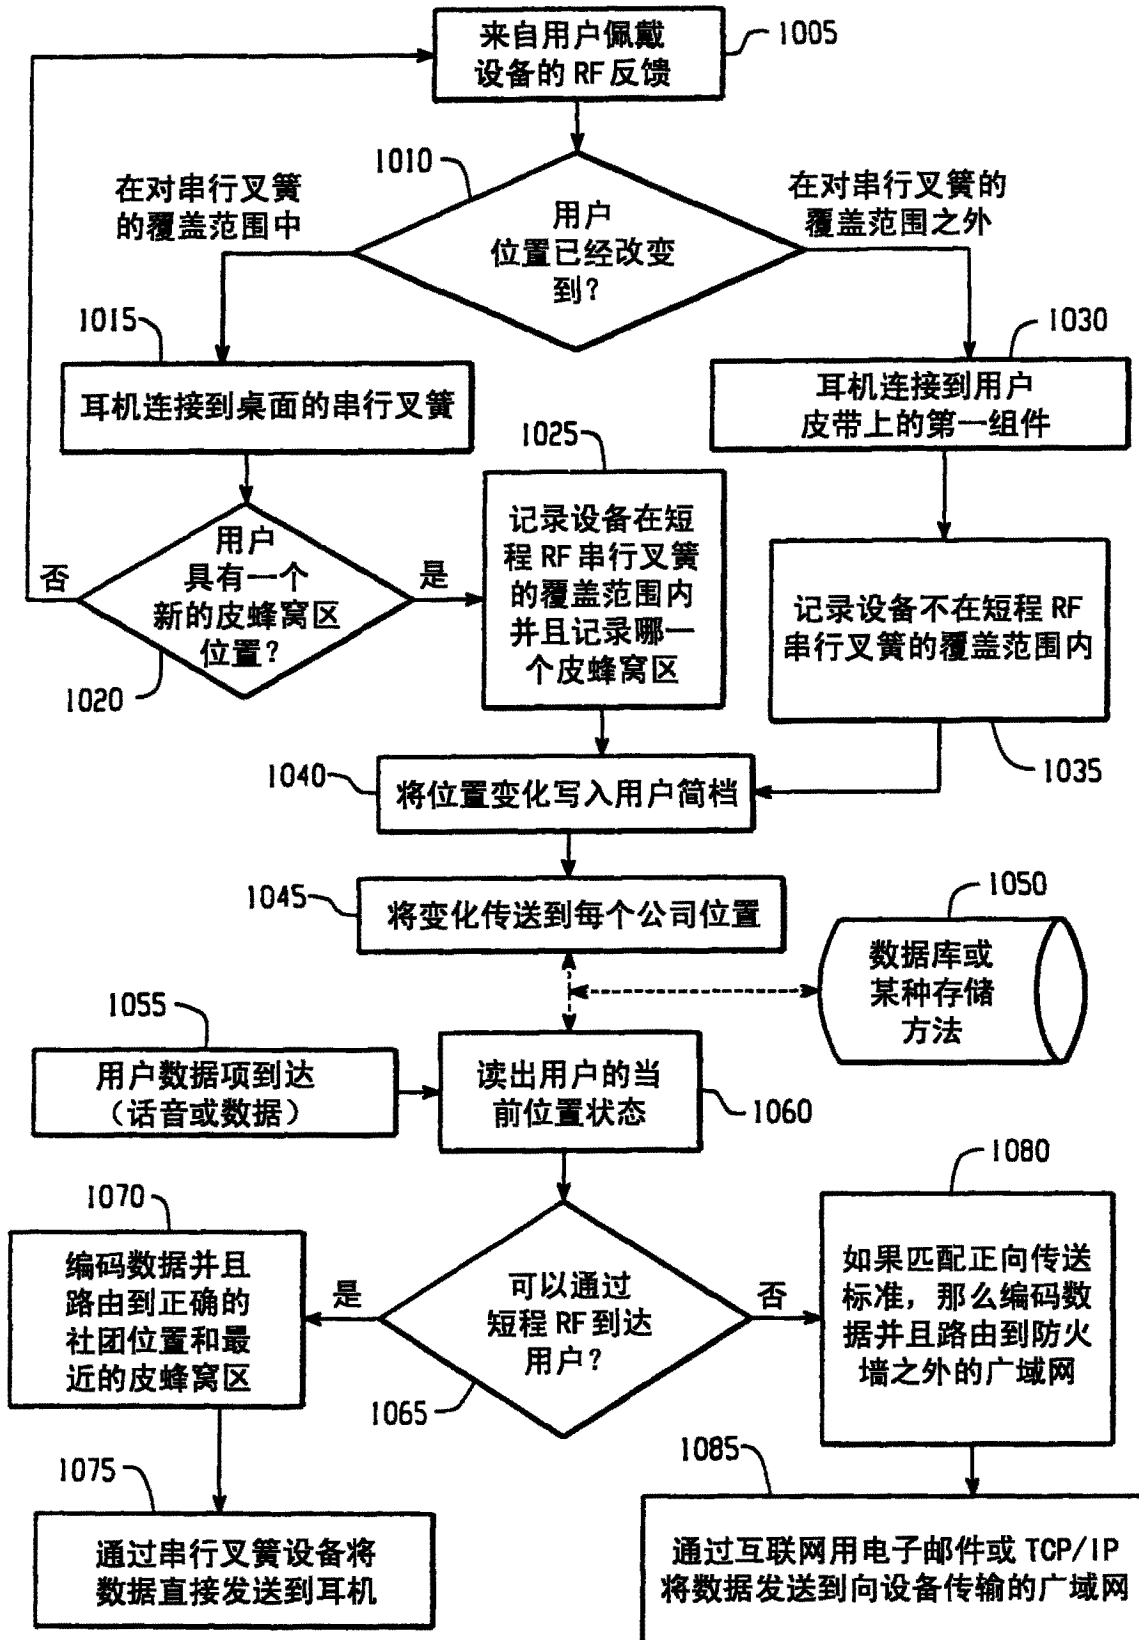 来自用户佩戴
设备的 RF 反馈
1005
1010
在对串行叉簧
的覆盖范围中
用户
位置已经改变
到?
在对串行叉簧的
覆盖范围之外
1015
耳机连接到桌面的串行叉簧
1030
耳机连接到用户
皮带上的第一组件
用户
具有一个
新的皮蜂窝区
位置?
否
是
1020
1025
记录设备在短
程 RF 串行叉簧
的覆盖范围内
并且记录哪一
个皮蜂窝区
记录设备不在短程 RF
串行叉簧的覆盖范围内
1035
1040
将位置变化写入用户简档
1045
将变化传送到每个公司位置
1050
数据库或
某种存储
方法
1055
用户数据项到达
(话音或数据)
读出用户的当
前位置状态
1060
可以通过
短程 RF 到达
用户?
是
否
1065
1070
编码数据并且
路由到正确的
社团位置和最
近的皮蜂窝区
1080
如果匹配正向传送
标准，那么编码数
据并且路由到防火
墙之外的广域网
1075
通过串行叉簧设备将
数据直接发送到耳机
1085
通过互联网用电子邮件或 TCP/IP
将数据发送到向设备传输的广域网